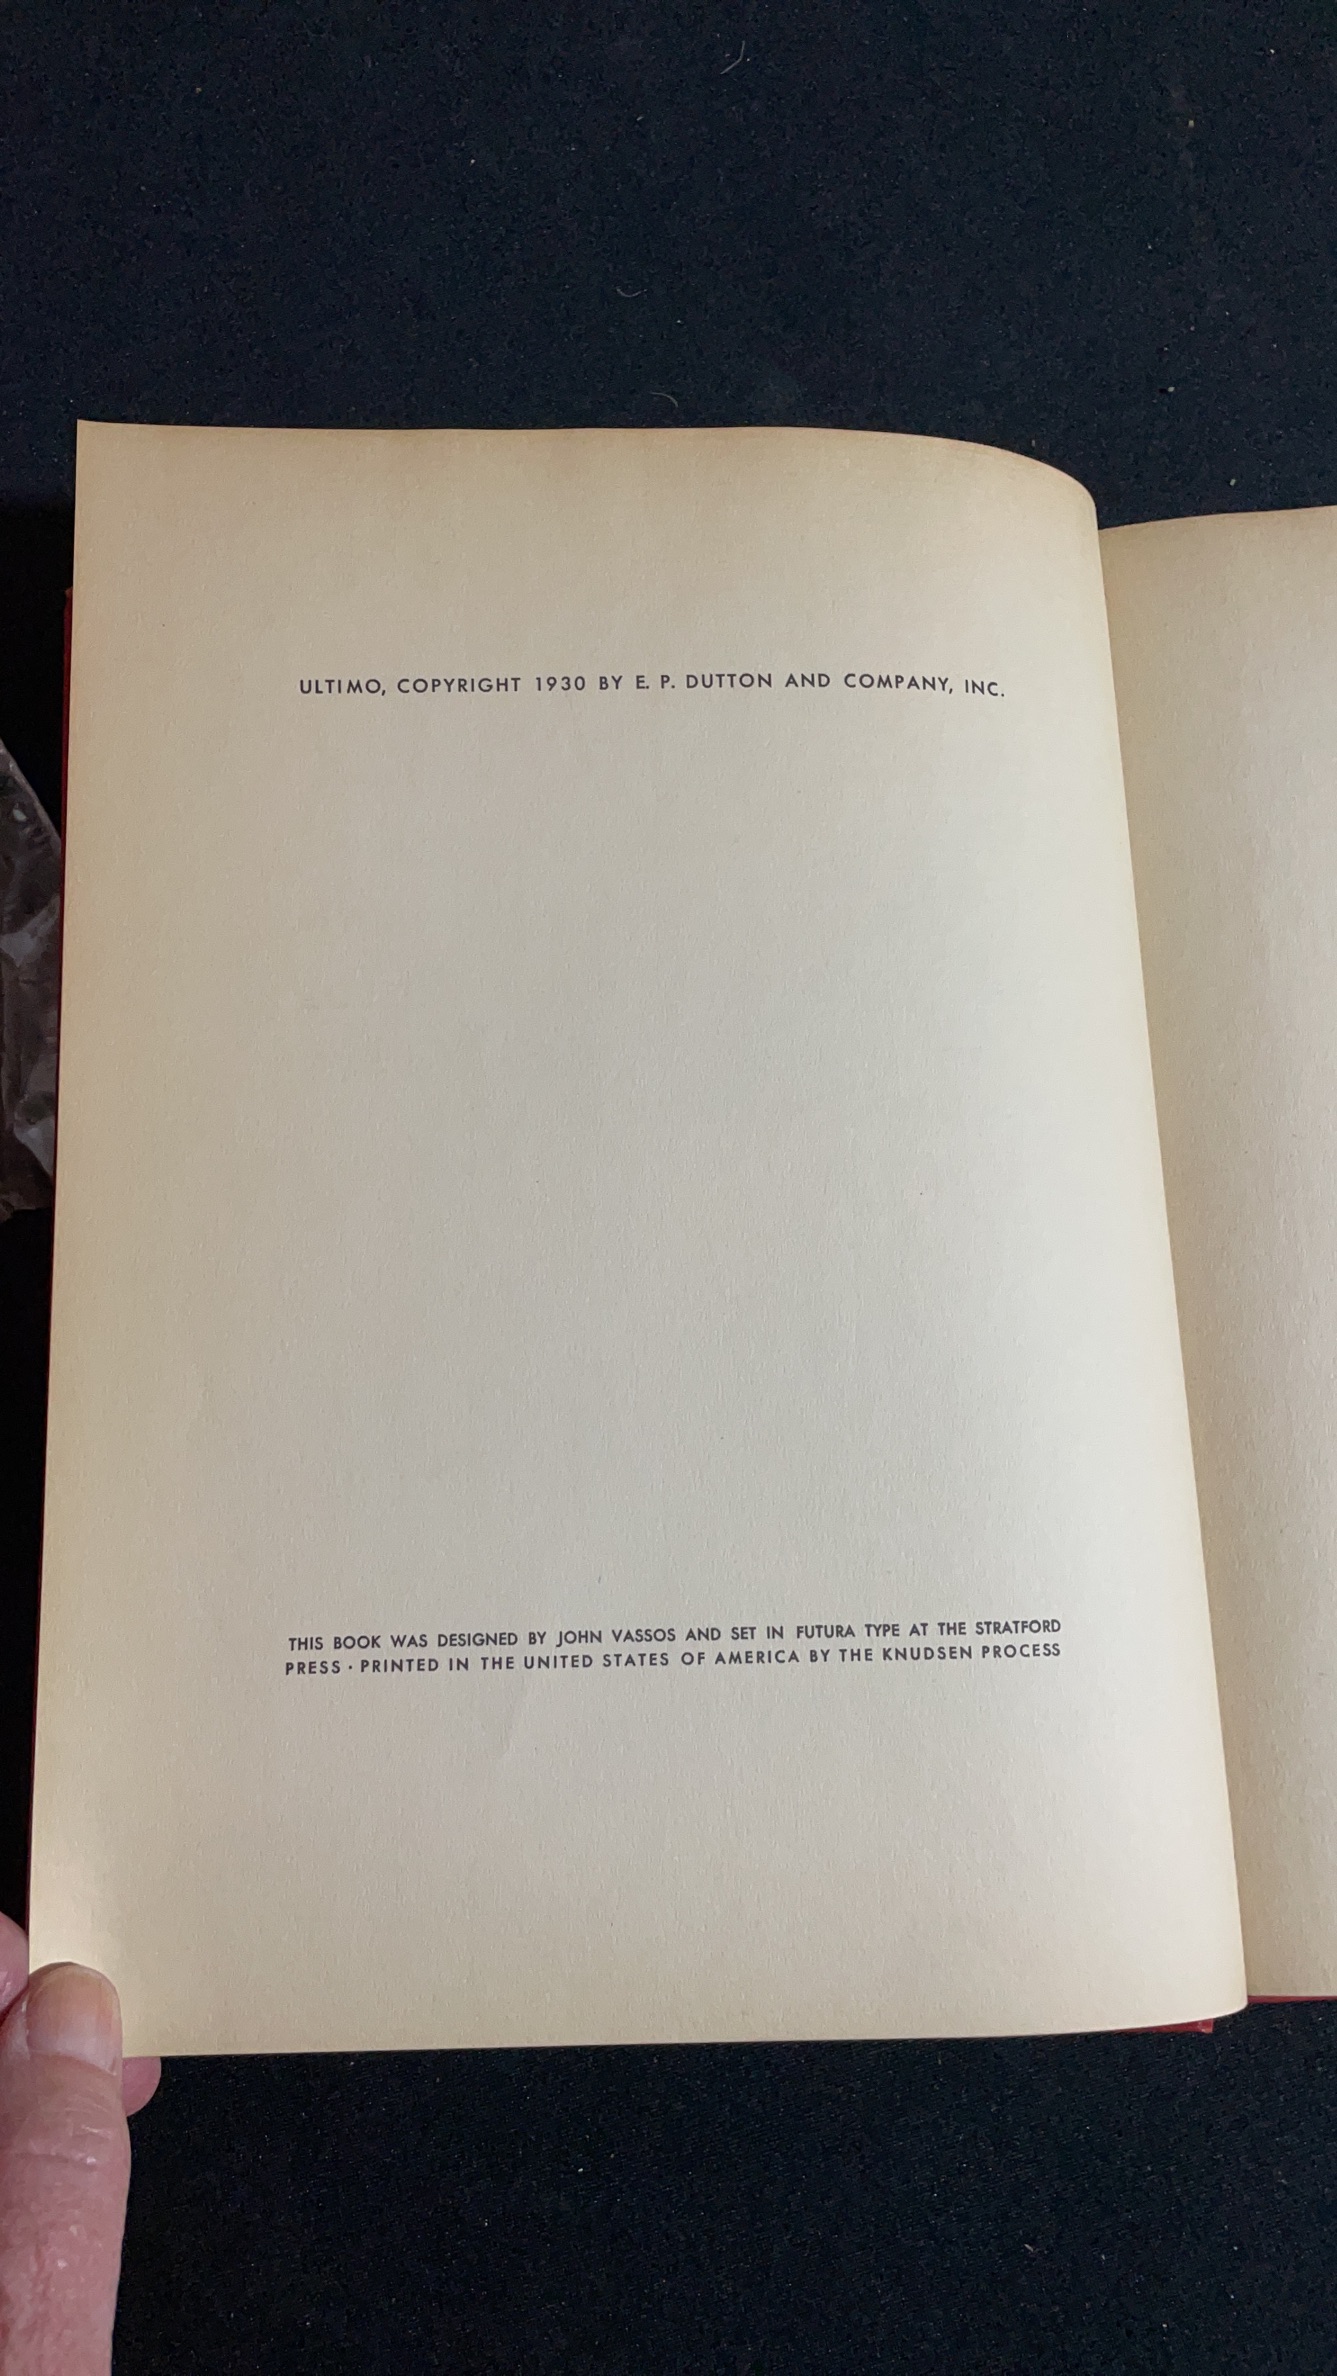 ULTIMO, COPYRIGHT 1930 BY E. P. DUTTON AND COMPANY, INC.
THIS BOOK WAS DESIGNED BY JOHN VASSOS AND SET IN FUTURA TYPE AT THE STRATFORD
PRESS · PRINTED IN THE UNITED STATES OF AMERICA BY THE KNUDSEN PROCESS